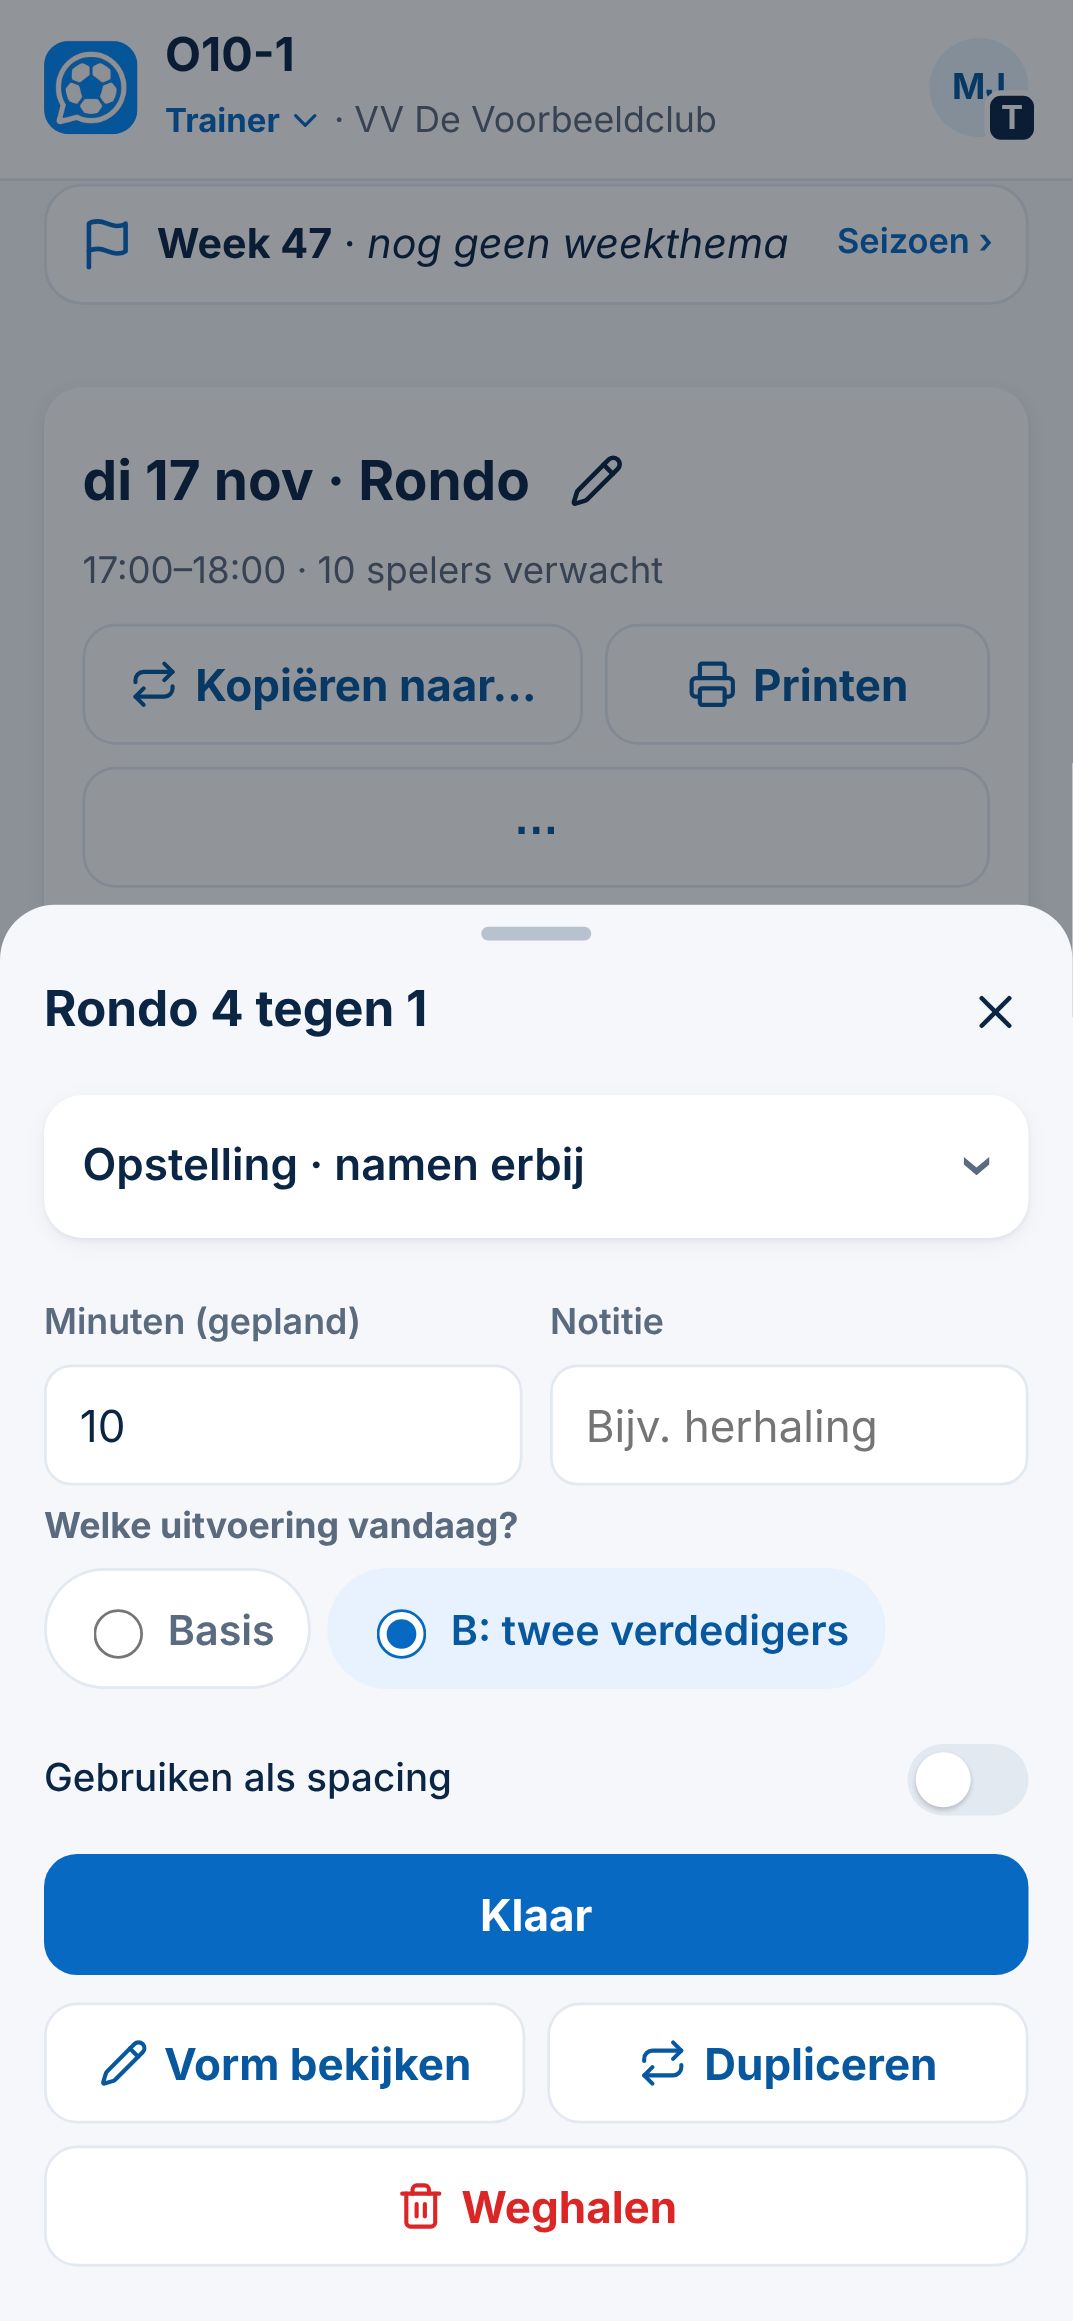 O10-1
Trainer · VV De Voorbeeldclub
T
Week 47 · nog geen weekthema Seizoen ›
di 17 nov · Rondo
17:00–18:00 · 10 spelers verwacht
Kopiëren naar... Printen
...
Rondo 4 tegen 1
Opstelling · namen erbij
Minuten (gepland) Notitie
10 Bijv. herhaling
Welke uitvoering vandaag?
Basis B: twee verdedigers
Gebruiken als spacing
Klaar
Vorm bekijken Dupliceren
Weghalen